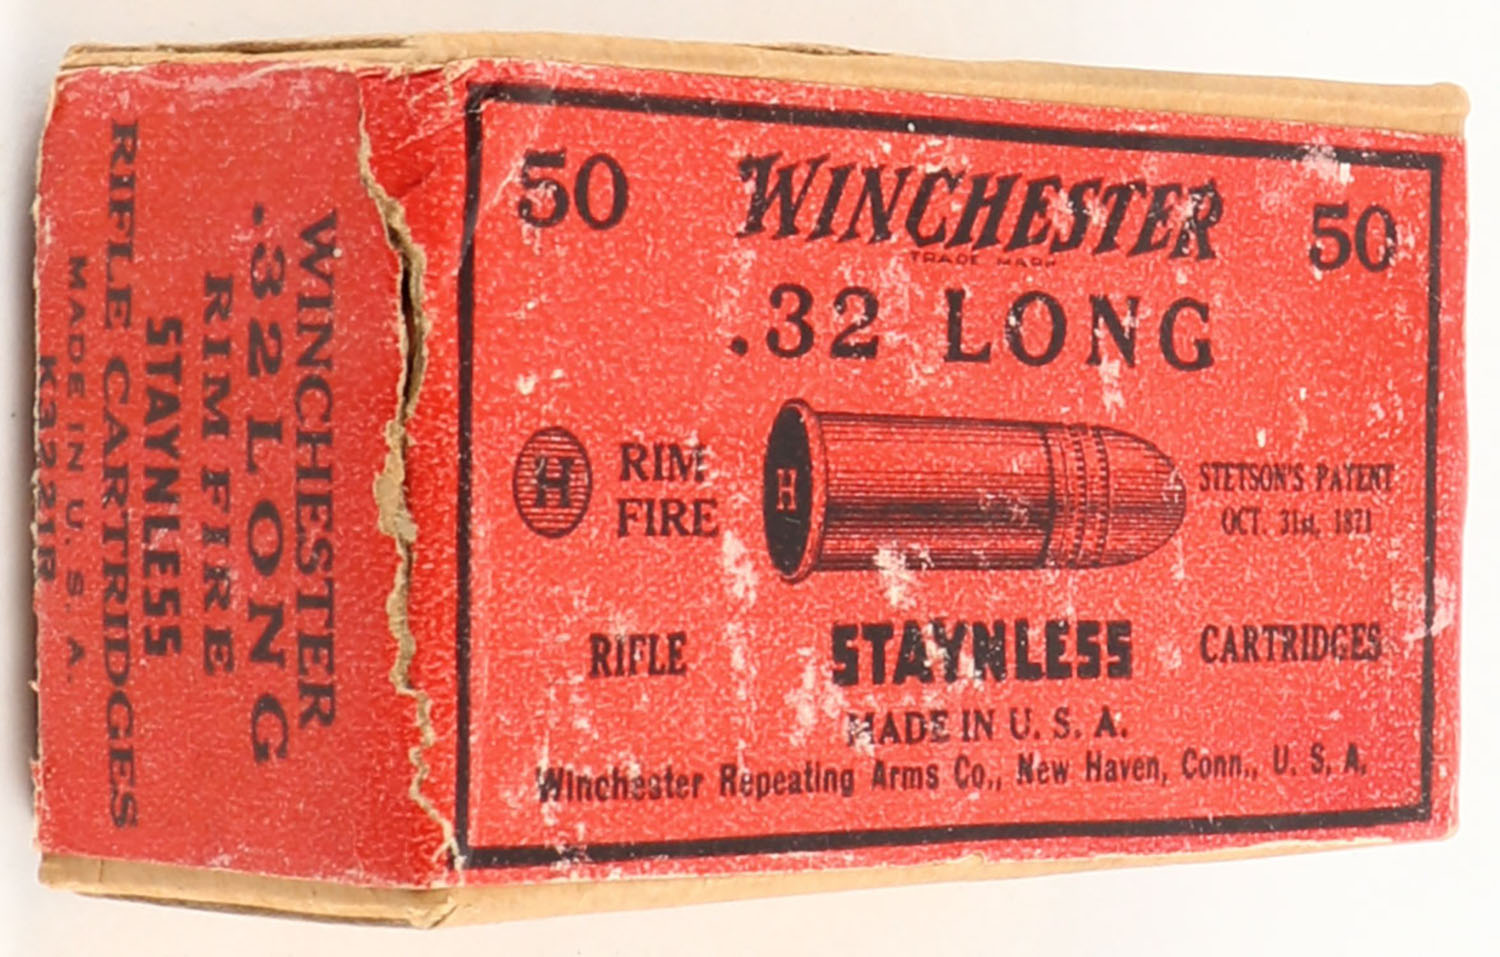 50 WINCHESTER 50
TRADE MARK
.32 LONG
H RIM FIRE H
STETSON'S PATENT
OCT. 31st, 1871
RIFLE STAYNLESS CARTRIDGES
MADE IN U. S. A.
Winchester Repeating Arms Co., New Haven, Conn., U. S. A.
WINCHESTER
.32 LONG
RIM FIRE
STAYNLESS
RIFLE CARTRIDGES
MADE IN U. S. A.
K3221R